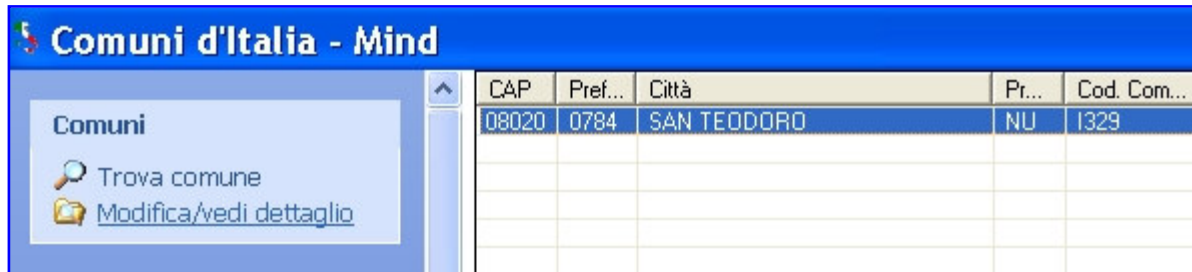 Comuni d'Italia - Mind
CAP Pref... Città Pr... Cod. Com...
08020 0784 SAN TEODORO NU I329
Comuni
Trova comune
Modifica/vedi dettaglio